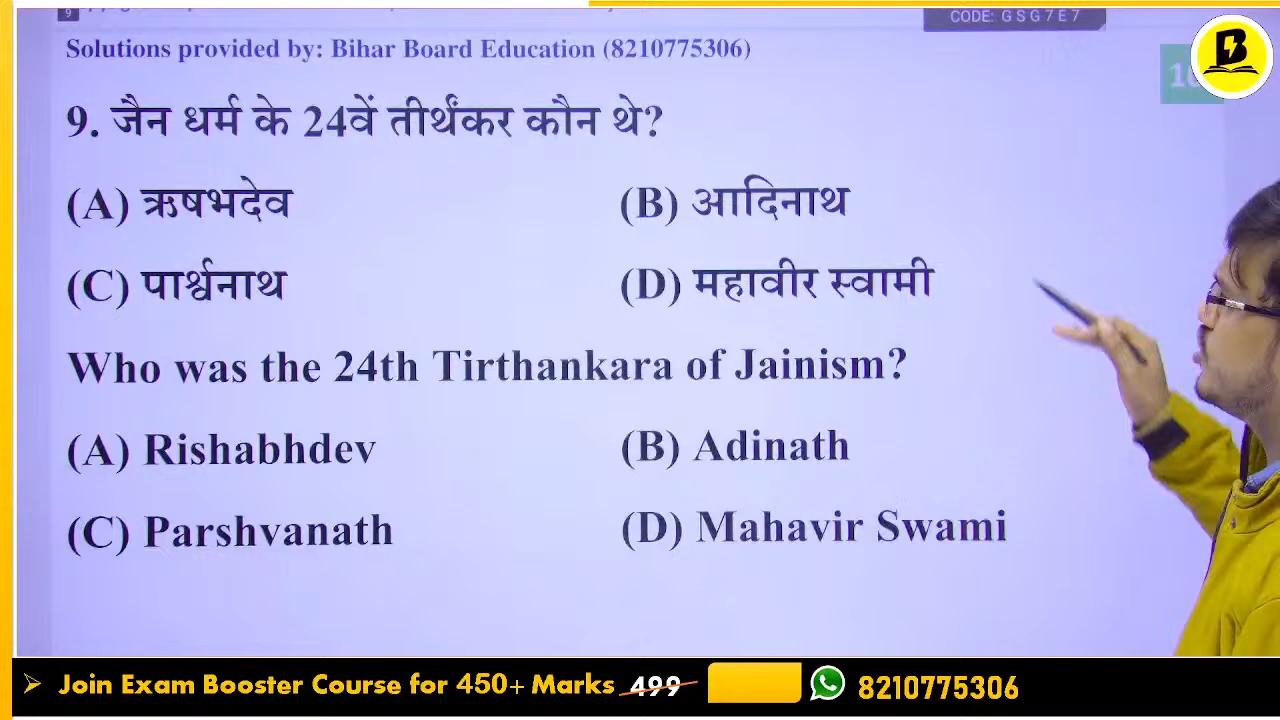 9
CODE: G S G 7 E 7
Solutions provided by: Bihar Board Education (8210775306)
B
9. जैन धर्म के 24वें तीर्थंकर कौन थे?
(A) ऋषभदेव (B) आदिनाथ
(C) पार्श्वनाथ (D) महावीर स्वामी
Who was the 24th Tirthankara of Jainism?
(A) Rishabhdev (B) Adinath
(C) Parshvanath (D) Mahavir Swami
Join Exam Booster Course for 450+ Marks 499 8210775306